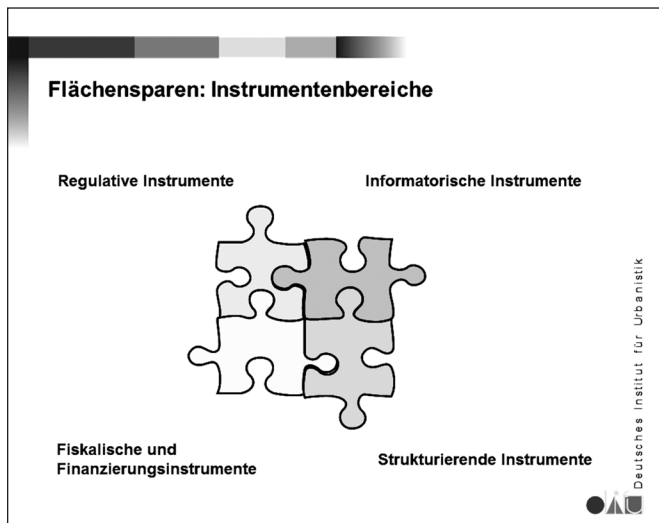 Flächensparen: Instrumentenbereiche
Regulative Instrumente
Informatorische Instrumente
Fiskalische und
Finanzierungsinstrumente
Strukturierende Instrumente
Deutsches Institut für Urbanistik